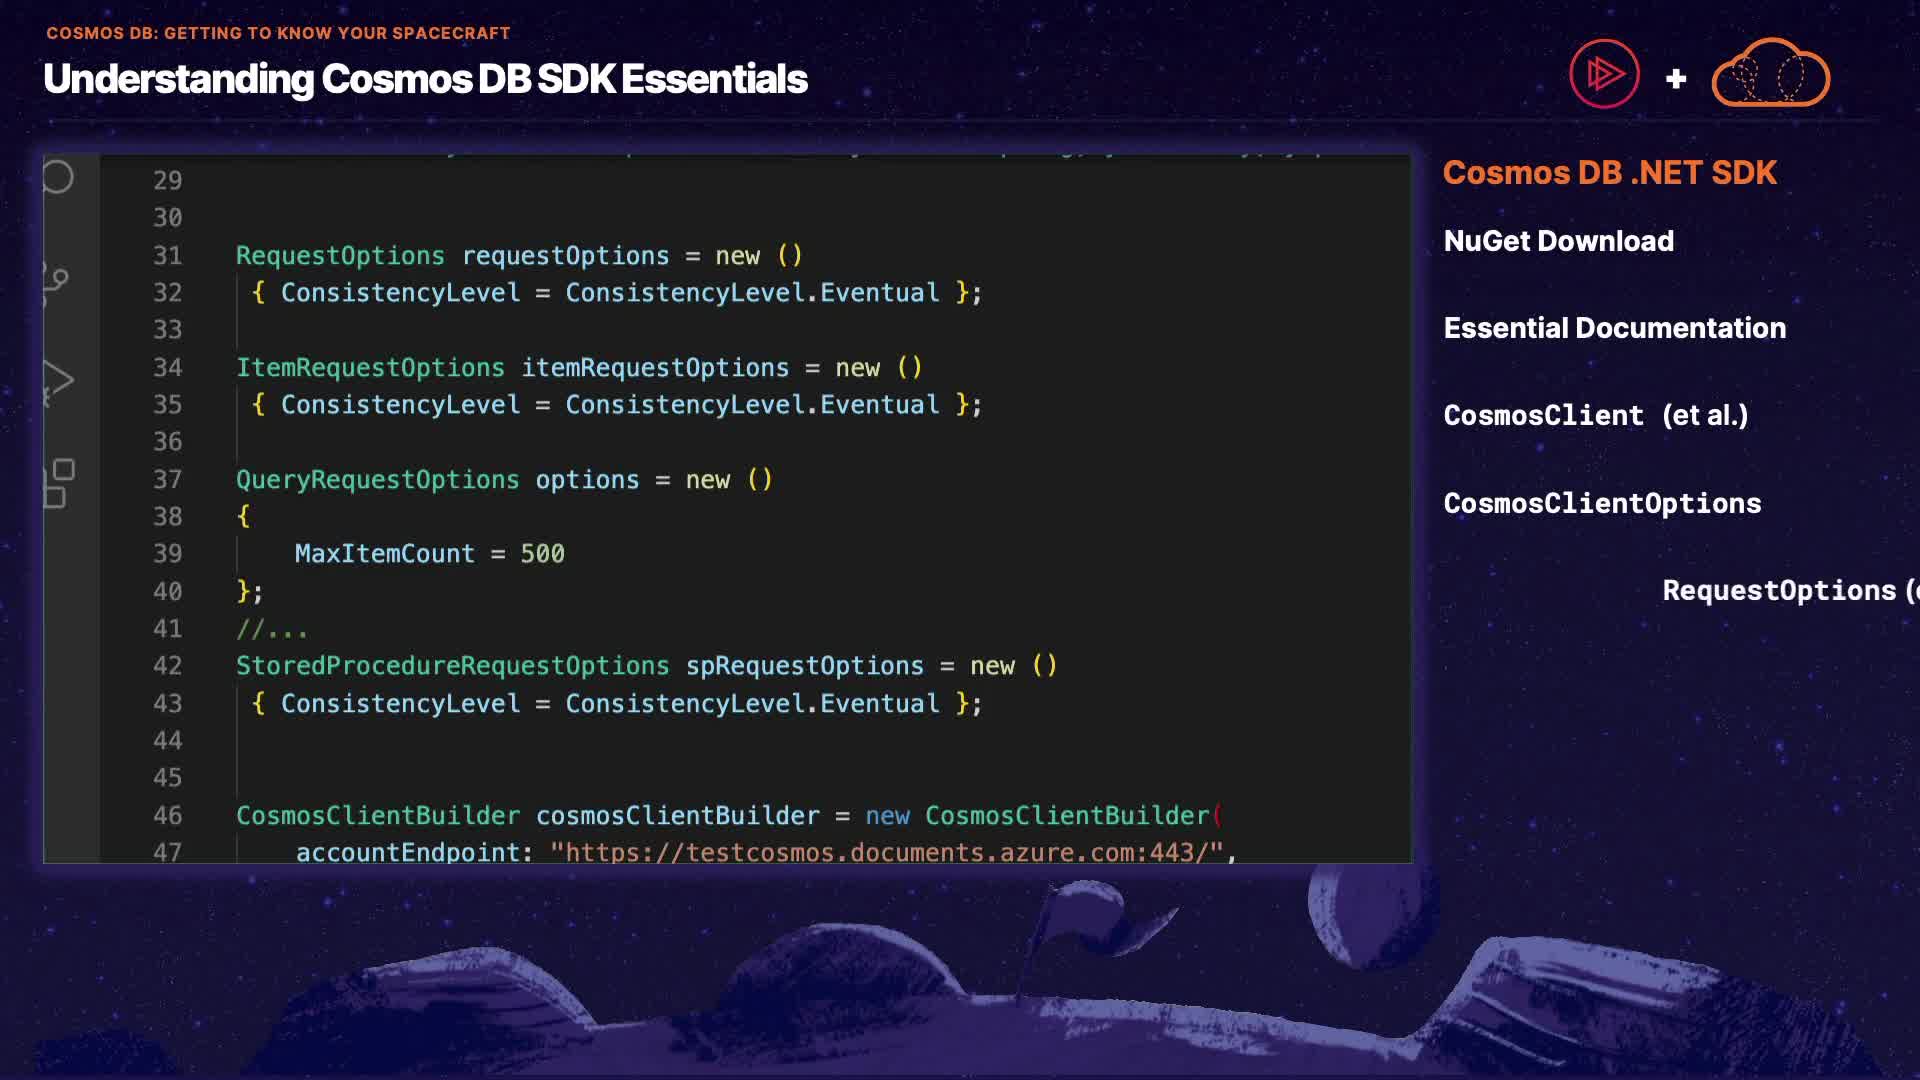 COSMOS DB: GETTING TO KNOW YOUR SPACECRAFT
Understanding Cosmos DB SDK Essentials
+
29
30
31 RequestOptions requestOptions = new ()
32 { ConsistencyLevel = ConsistencyLevel.Eventual };
33
34 ItemRequestOptions itemRequestOptions = new ()
35 { ConsistencyLevel = ConsistencyLevel.Eventual };
36
37 QueryRequestOptions options = new ()
38 {
39 MaxItemCount = 500
40 };
41 //...
42 StoredProcedureRequestOptions spRequestOptions = new ()
43 { ConsistencyLevel = ConsistencyLevel.Eventual };
44
45
46 CosmosClientBuilder cosmosClientBuilder = new CosmosClientBuilder(
47 accountEndpoint: "https://testcosmos.documents.azure.com:443/",
Cosmos DB .NET SDK
NuGet Download
Essential Documentation
CosmosClient (et al.)
CosmosClientOptions
RequestOptions (